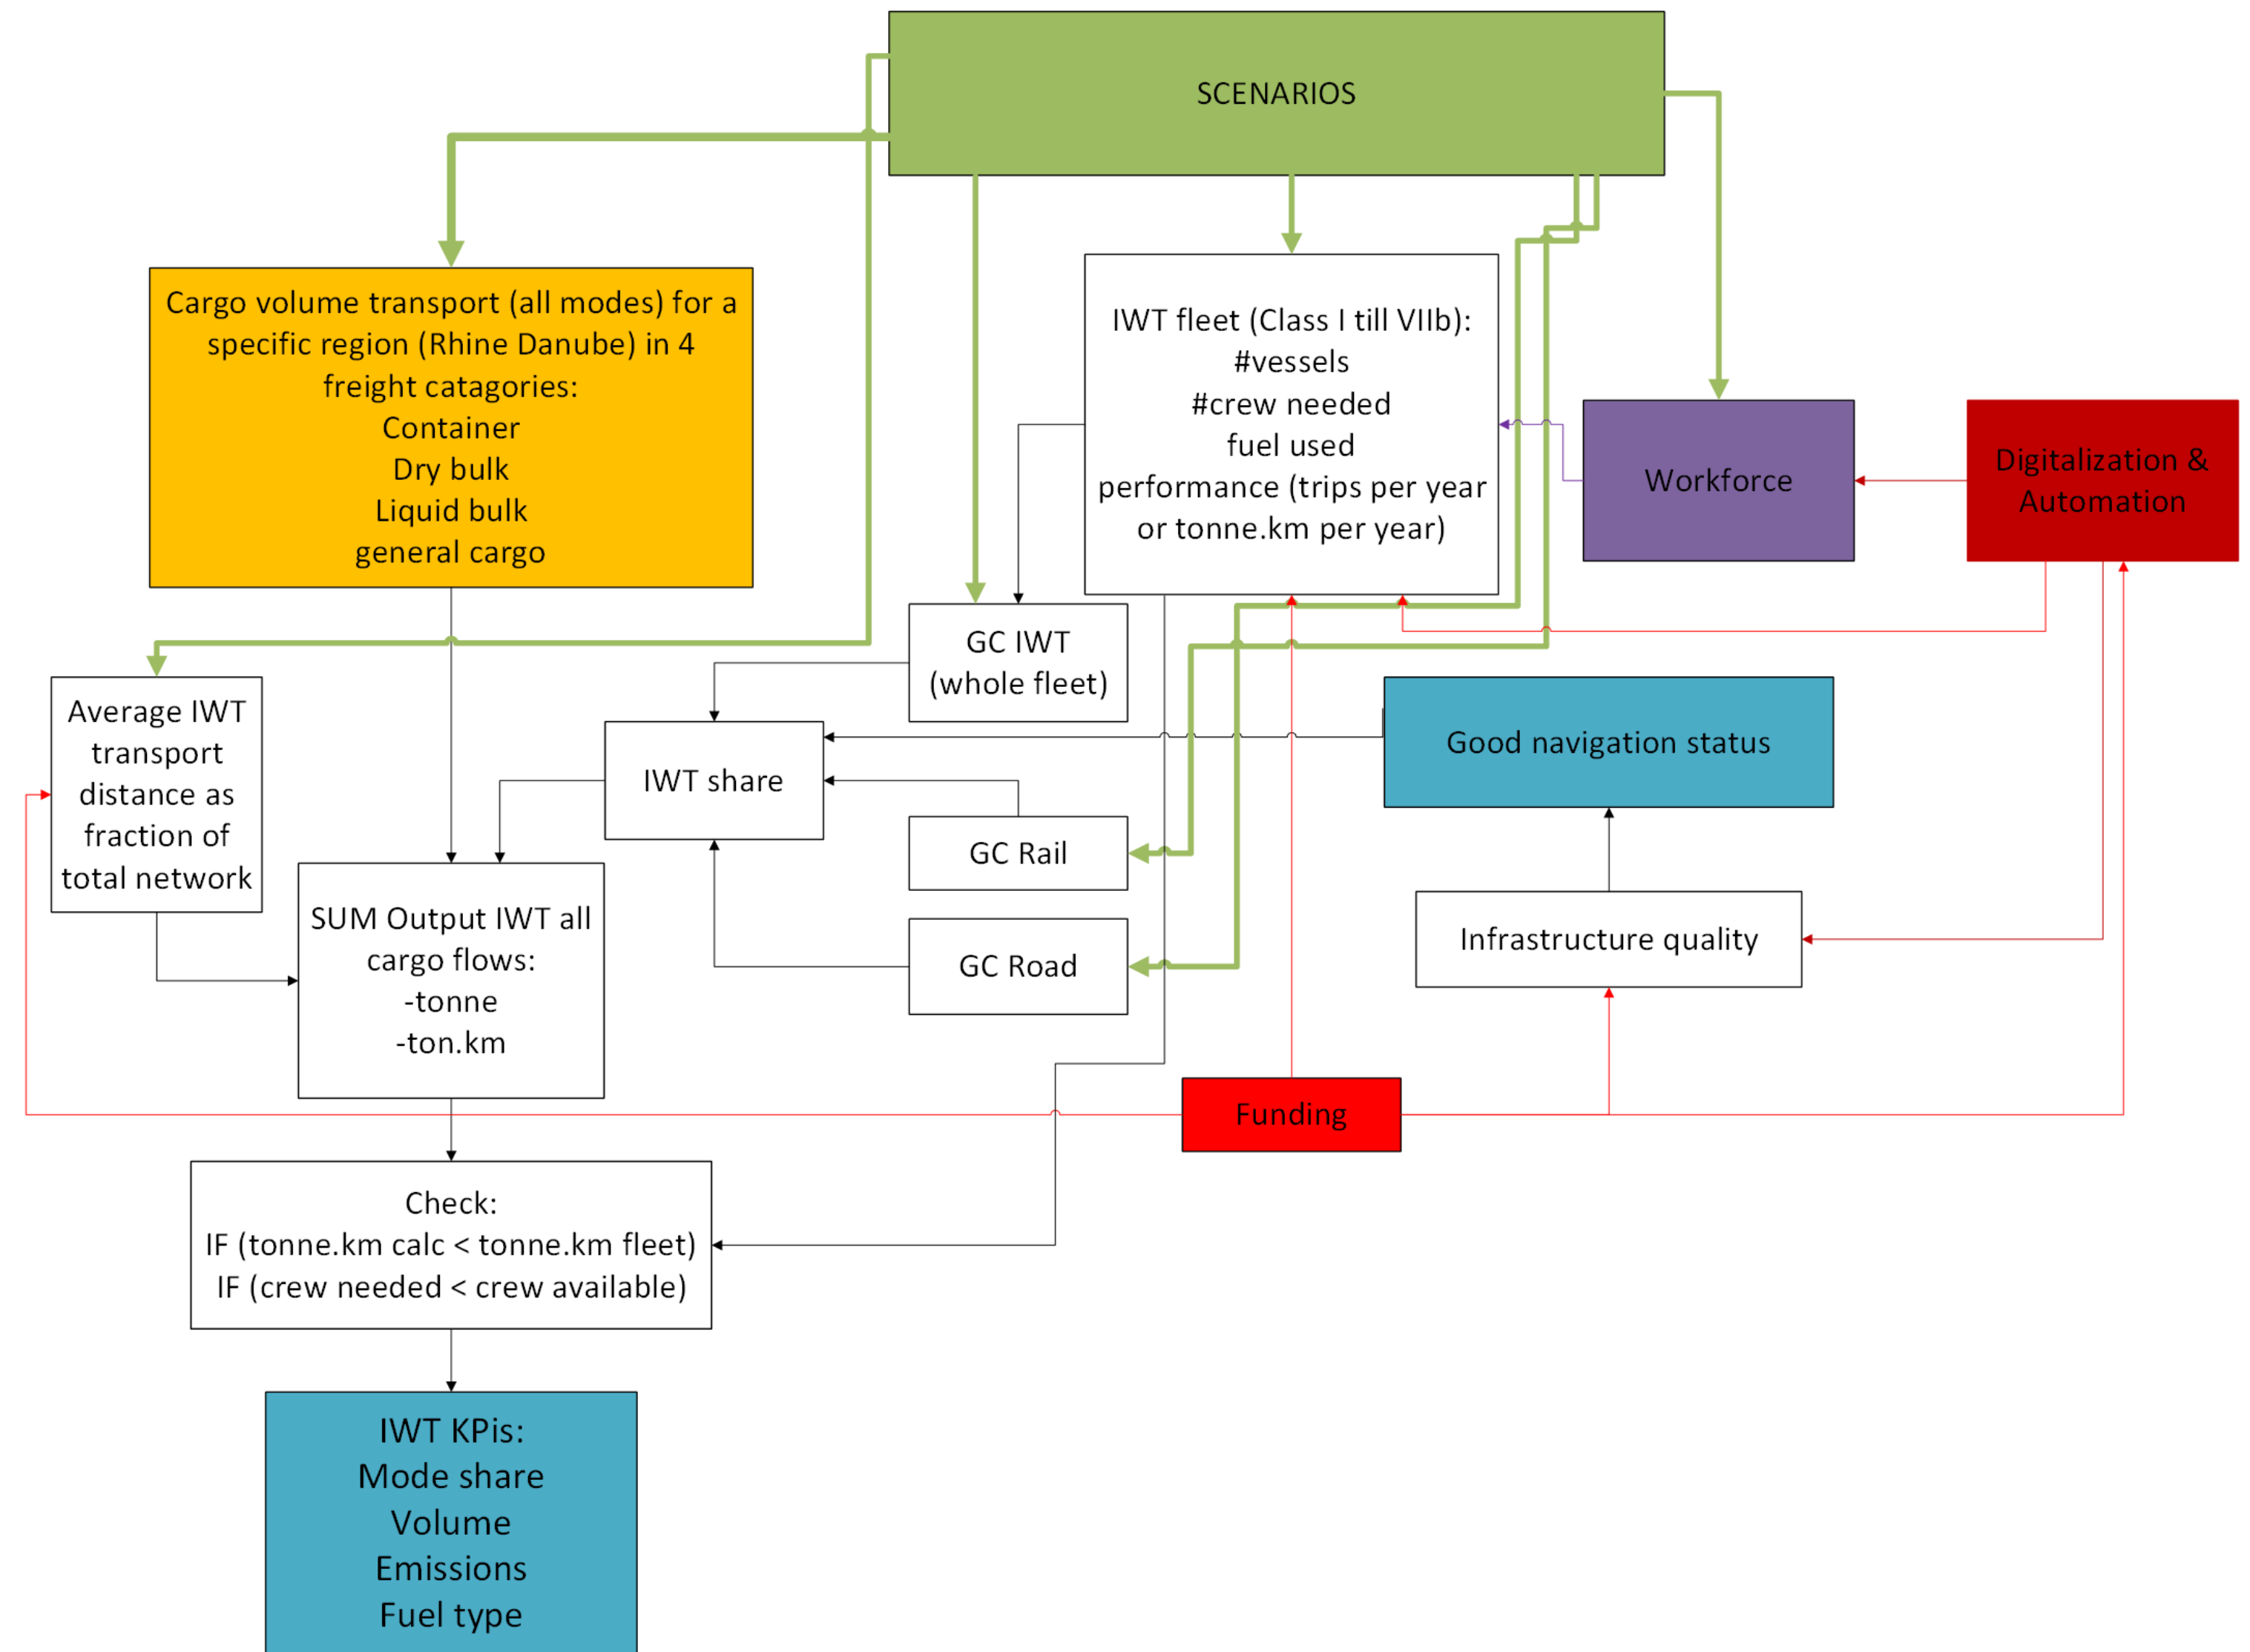 SCENARIOS
Cargo volume transport (all modes) for a
specific region (Rhine Danube) in 4
freight catagories:
Container
Dry bulk
Liquid bulk
general cargo
IWT fleet (Class I till VIIb):
#vessels
#crew needed
fuel used
performance (trips per year
or tonne.km per year)
Workforce
Digitalization &
Automation
GC IWT
(whole fleet)
Average IWT
transport
distance as
fraction of
total network
IWT share
Good navigation status
GC Rail
SUM Output IWT all
cargo flows:
-tonne
-ton.km
GC Road
Infrastructure quality
Funding
Check:
IF (tonne.km calc < tonne.km fleet)
IF (crew needed < crew available)
IWT KPis:
Mode share
Volume
Emissions
Fuel type